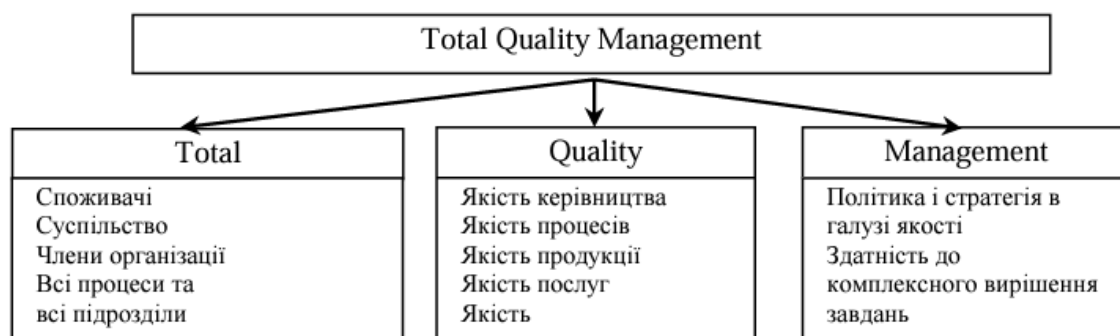 Total Quality Management
Total
Споживачі
Суспільство
Члени організації
Всі процеси та
всі підрозділи
Quality
Якість керівництва
Якість процесів
Якість продукції
Якість послуг
Якість
Management
Політика і стратегія в
галузі якості
Здатність до
комплексного вирішення
завдань